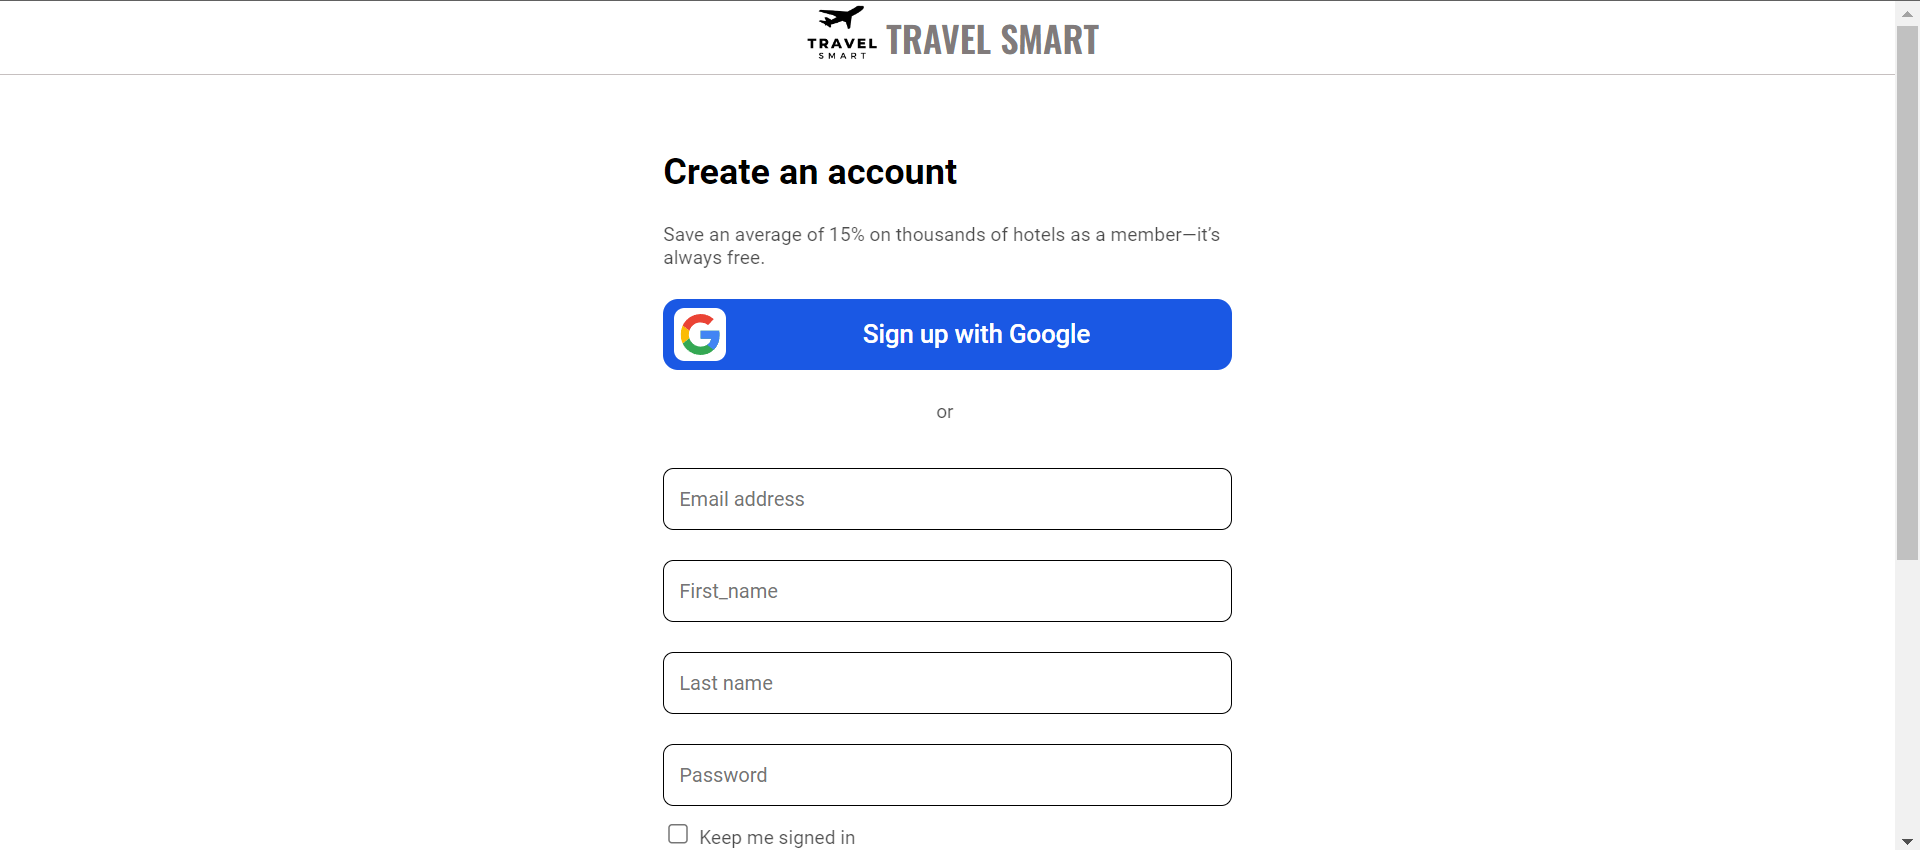 TRAVEL
SMART
TRAVEL SMART
Create an account
Save an average of 15% on thousands of hotels as a member—it’s
always free.
Sign up with Google
or
Email address
First_name
Last name
Password
Keep me signed in